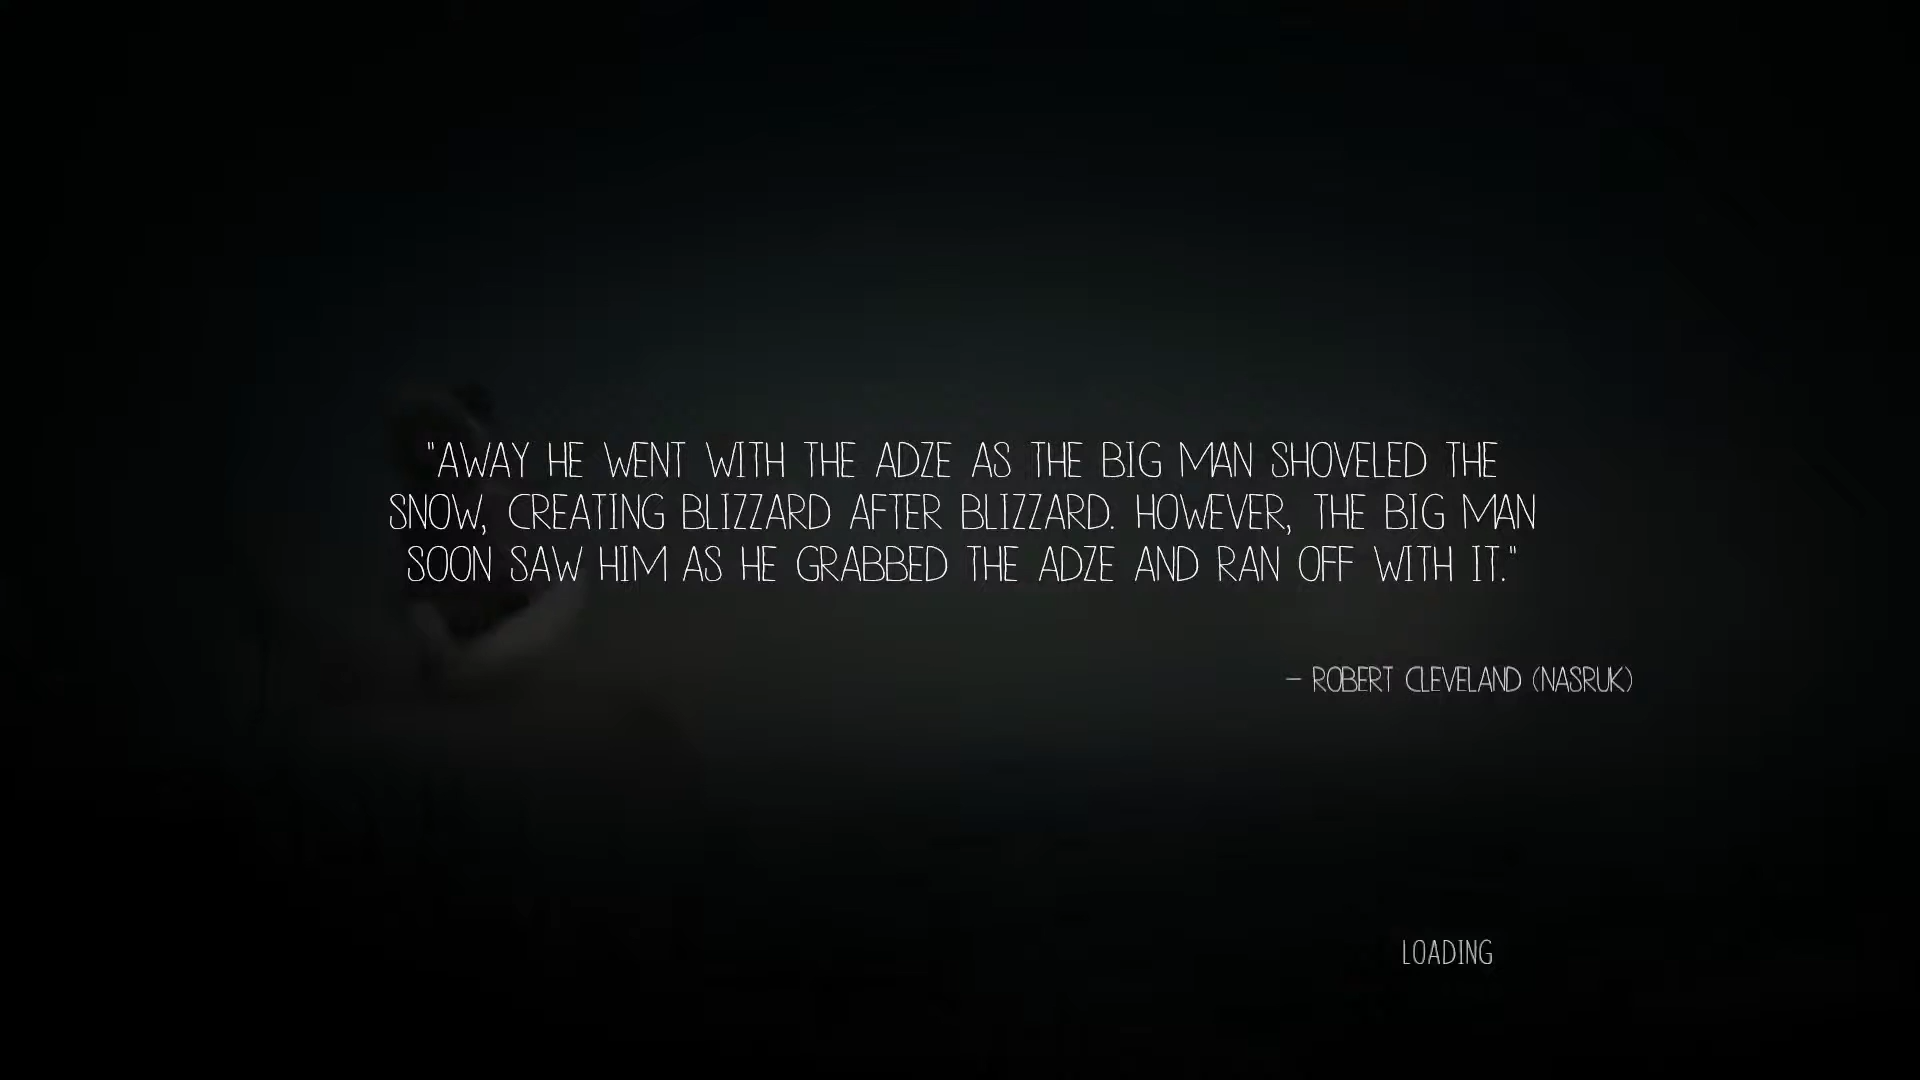 "AWAY HE WENT WITH THE ADZE AS THE BIG MAN SHOVELED THE
SNOW, CREATING BLIZZARD AFTER BLIZZARD. HOWEVER, THE BIG MAN
SOON SAW HIM AS HE GRABBED THE ADZE AND RAN OFF WITH IT."
– ROBERT CLEVELAND (NASRUK)
LOADING